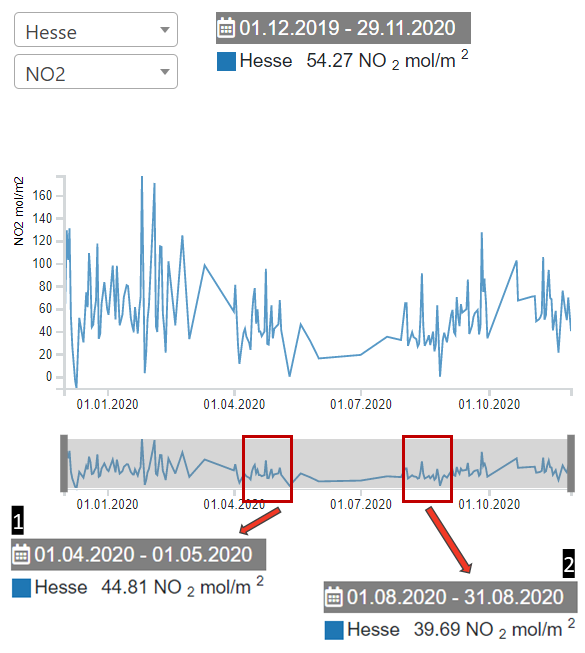 Hesse
NO2
01.12.2019 - 29.11.2020
Hesse 54.27 NO 2 mol/m 2
NO2 mol/m2
160
140
120
100
80
60
40
20
0
01.01.2020 01.04.2020 01.07.2020 01.10.2020
01.01.2020 01.04.2020 01.07.2020 01.10.2020
1
01.04.2020 - 01.05.2020
Hesse 44.81 NO 2 mol/m 2
2
01.08.2020 - 31.08.2020
Hesse 39.69 NO 2 mol/m 2